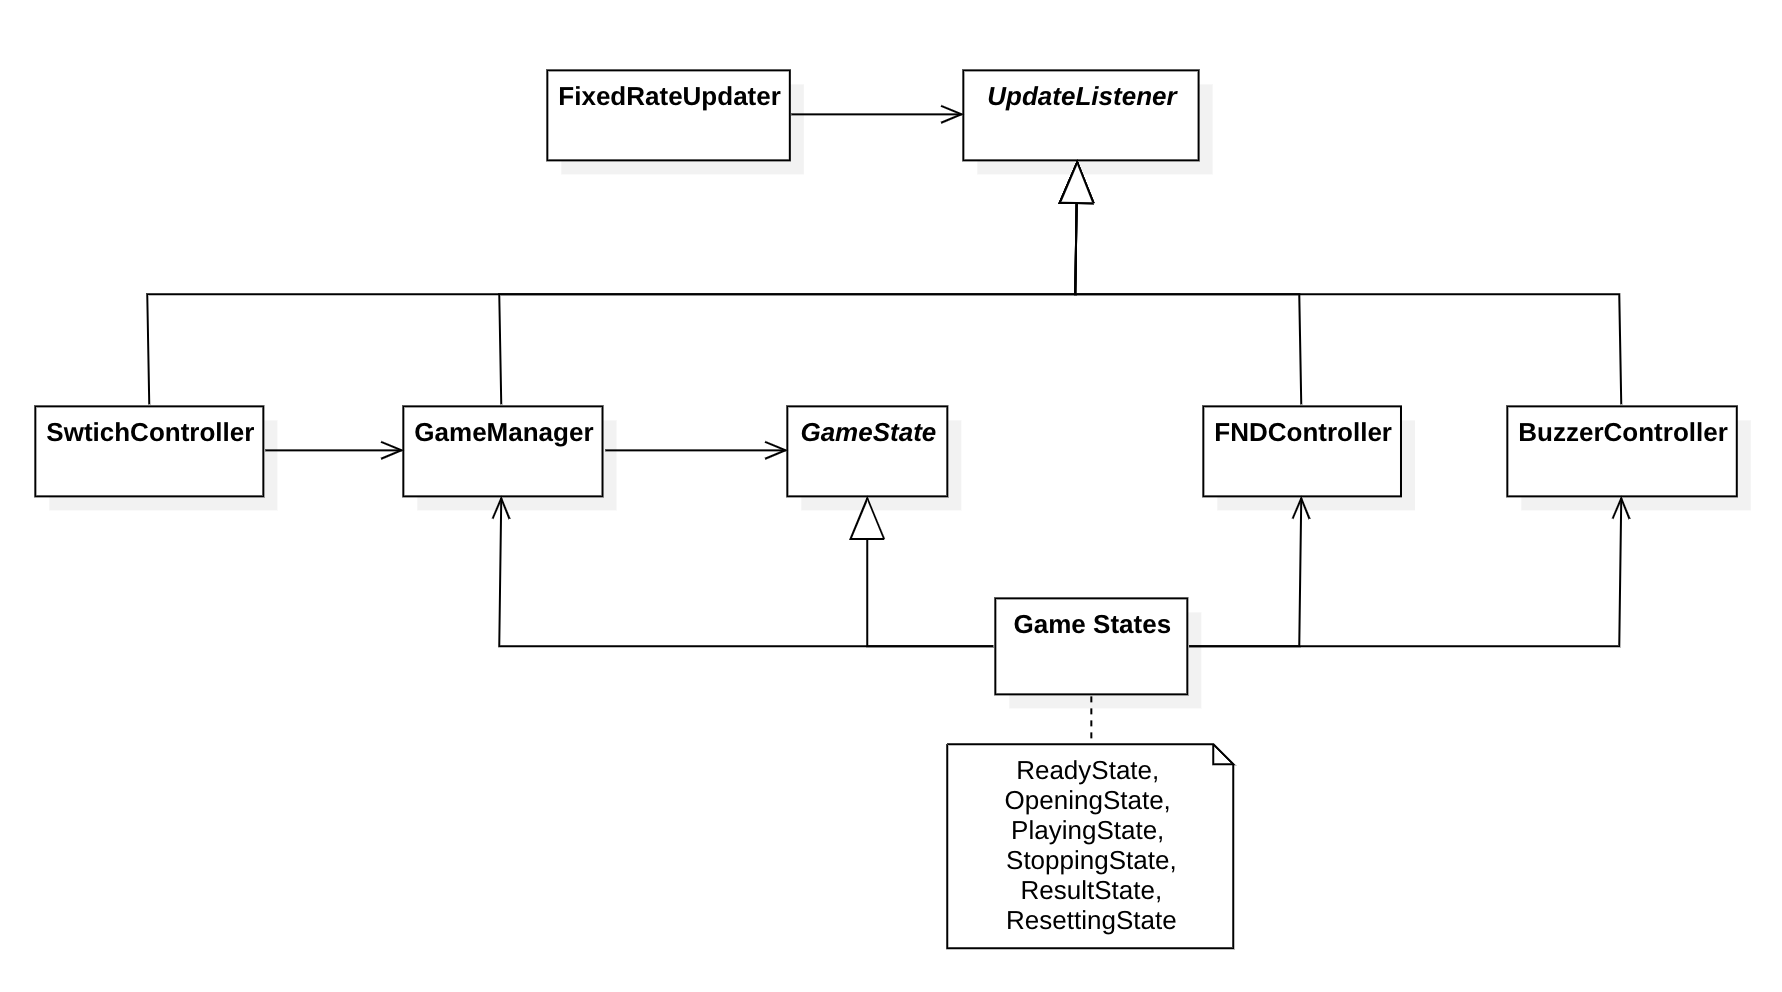 FixedRateUpdater
UpdateListener
SwtichController
GameManager
GameState
FNDController
BuzzerController
Game States
ReadyState,
OpeningState,
PlayingState,
StoppingState,
ResultState,
ResettingState